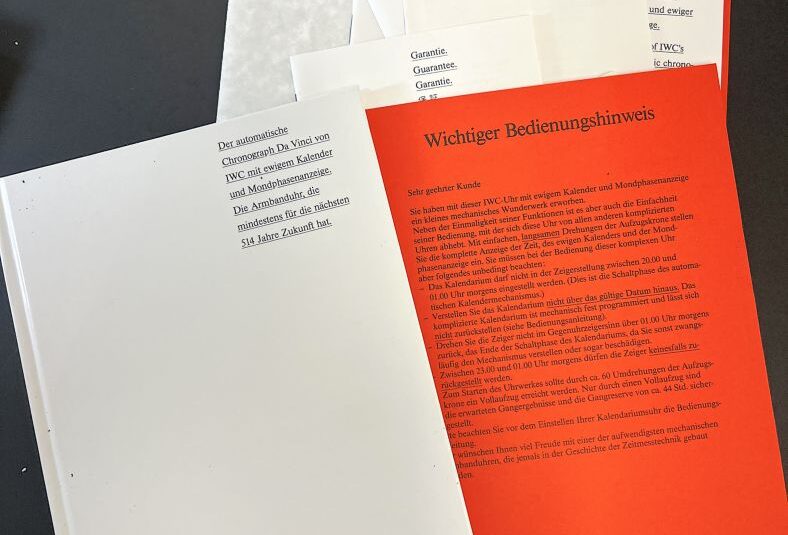 und ewiger
ge.
of IWC's
ic chrono-
Garantie.
Guarantee.
Garantie.
Der automatische
Chronograph Da Vinci von
IWC mit ewigem Kalender
und Mondphasenanzeige.
Die Armbanduhr, die
mindestens für die nächsten
514 Jahre Zukunft hat.
Wichtiger Bedienungshinweis
Sehr geehrter Kunde
Sie haben mit dieser IWC-Uhr mit ewigem Kalender und Mondphasenanzeige
ein kleines mechanisches Wunderwerk erworben.
Neben der Einmaligkeit seiner Funktionen ist es aber auch die Einfachheit
seiner Bedienung, mit der sich diese Uhr von allen anderen komplizierten
Uhren abhebt. Mit einfachen, langsamen Drehungen der Aufzugskrone stellen
Sie die komplette Anzeige der Zeit, des ewigen Kalenders und der Mond-
phasenanzeige ein. Sie müssen bei der Bedienung dieser komplexen Uhr
aber folgendes unbedingt beachten:
– Das Kalendarium darf nicht in der Zeigerstellung zwischen 20.00 und
01.00 Uhr morgens eingestellt werden. (Dies ist die Schaltphase des automa-
tischen Kalendermechanismus.)
– Verstellen Sie das Kalendarium nicht über das gültige Datum hinaus. Das
komplizierte Kalendarium ist mechanisch fest programmiert und lässt sich
nicht zurückstellen (siehe Bedienungsanleitung).
– Drehen Sie die Zeiger nicht im Gegenuhrzeigersinn über 01.00 Uhr morgens
zurück, das Ende der Schaltphase des Kalendariums, da Sie sonst zwangs-
läufig den Mechanismus verstellen oder sogar beschädigen.
– Zwischen 23.00 und 01.00 Uhr morgens dürfen die Zeiger keinesfalls zu-
rückgestellt werden.
Zum Starten des Uhrwerkes sollte durch ca. 60 Umdrehungen der Aufzugs-
krone ein Vollaufzug erreicht werden. Nur durch einen Vollaufzug sind
die erwarteten Gangergebnisse und die Gangreserve von ca. 44 Std. sicher-
gestellt.
te beachten Sie vor dem Einstellen Ihrer Kalendariumsuhr die Bedienungs-
eitung.
wünschen Ihnen viel Freude mit einer der aufwendigsten mechanischen
banduhren, die jemals in der Geschichte der Zeitmesstechnik gebaut
den.